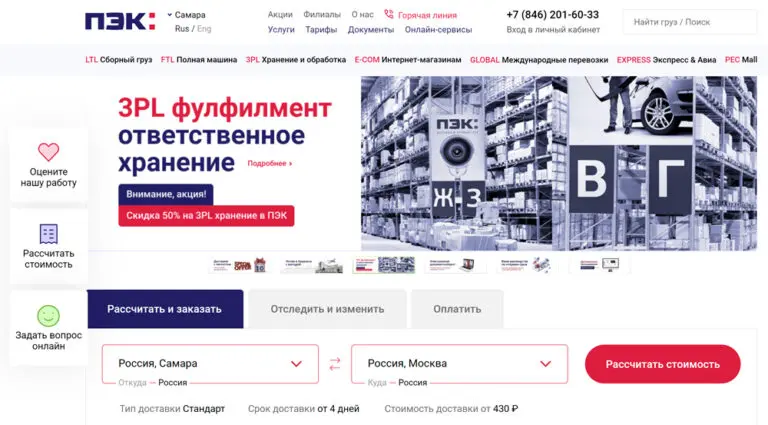 ПЭК:
Самара
Rus / Eng
Акции Филиалы О нас Горячая линия
Услуги Тарифы Документы Онлайн-сервисы
+7 (846) 201-60-33
Вход в личный кабинет
Найти груз / Поиск
LTL Сборный груз FTL Полная машина 3PL Хранение и обработка E-COM Интернет-магазинам GLOBAL Международные перевозки EXPRESS Экспресс & Авиа PEC Mall
3PL фулфилмент
ответственное
хранение Подробнее
Внимание, акция!
Скидка 50% на 3PL хранение в ПЭК
ПЭК:
Ж-З
В
Г
Оцените
нашу работу
Рассчитать
стоимость
Задать вопрос
онлайн
SPECIAL
OFFER
Рассчитать и заказать Отследить и изменить Оплатить
Россия, Самара Россия, Москва Рассчитать стоимость
Откуда — Россия Куда — Россия
Тип доставки Стандарт Срок доставки от 4 дней Стоимость доставки от 430 ₽